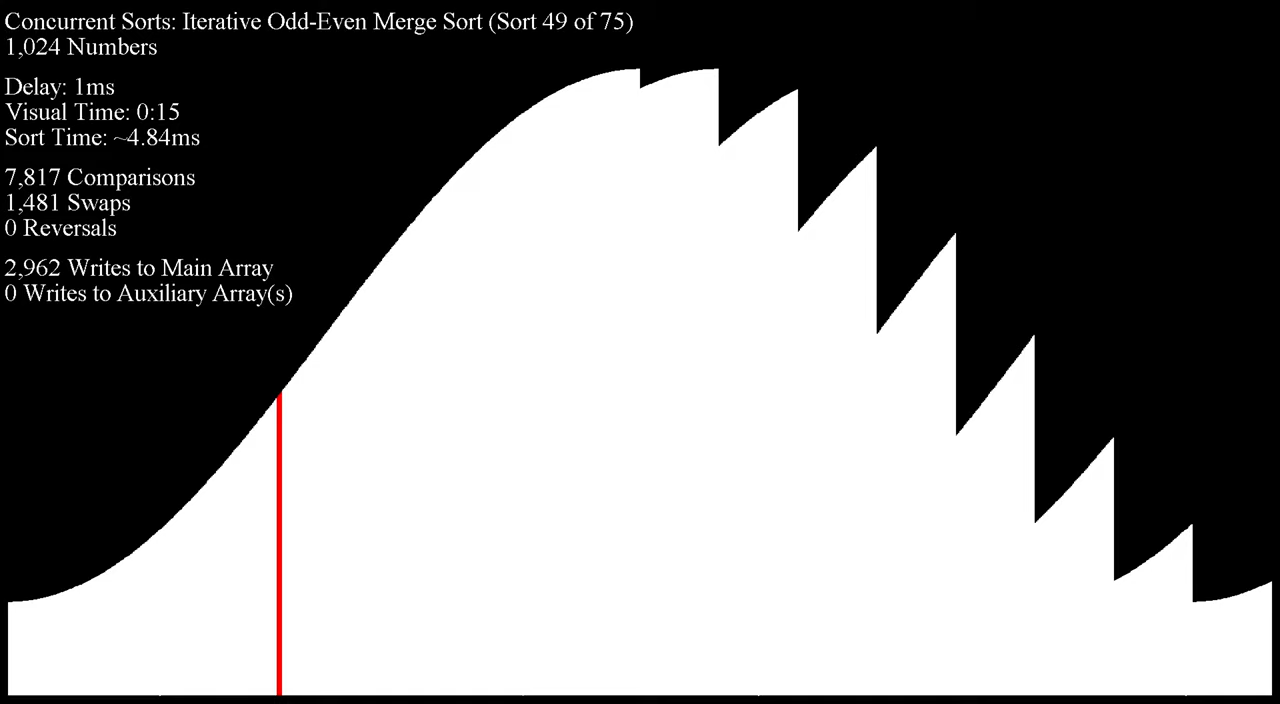 Concurrent Sorts: Iterative Odd-Even Merge Sort (Sort 49 of 75)
1,024 Numbers
Delay: 1ms
Visual Time: 0:15
Sort Time: ~4.84ms
7,817 Comparisons
1,481 Swaps
0 Reversals
2,962 Writes to Main Array
0 Writes to Auxiliary Array(s)